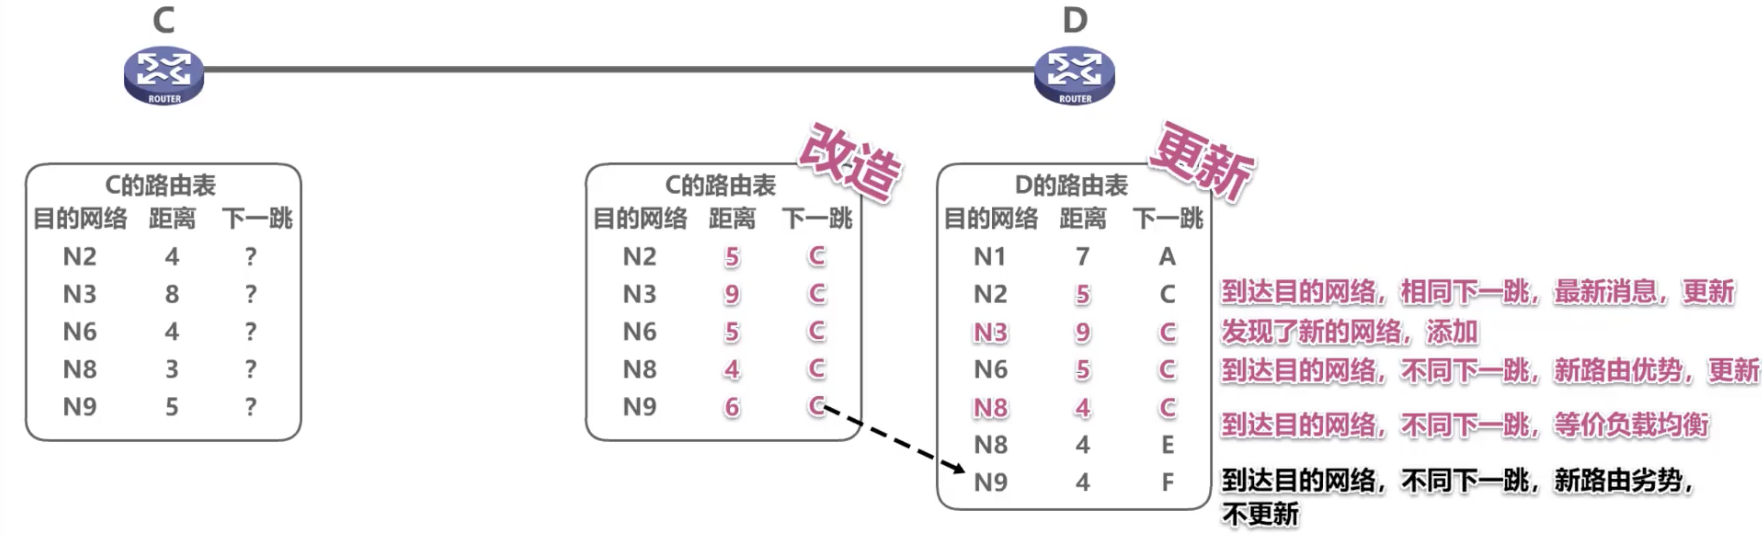 C
D
ROUTER
ROUTER
改造
更新
C的路由表
目的网络 距离 下一跳
N2 4 ?
N3 8 ?
N6 4 ?
N8 3 ?
N9 5 ?
C的路由表
目的网络 距离 下一跳
N2 5 C
N3 9 C
N6 5 C
N8 4 C
N9 6 C
D的路由表
目的网络 距离 下一跳
N1 7 A
N2 5 C
N3 9 C
N6 5 C
N8 4 C
N8 4 E
N9 4 F
到达目的网络，相同下一跳，最新消息，更新
发现了新的网络，添加
到达目的网络，不同下一跳，新路由优势，更新
到达目的网络，不同下一跳，等价负载均衡
到达目的网络，不同下一跳，新路由劣势，
不更新